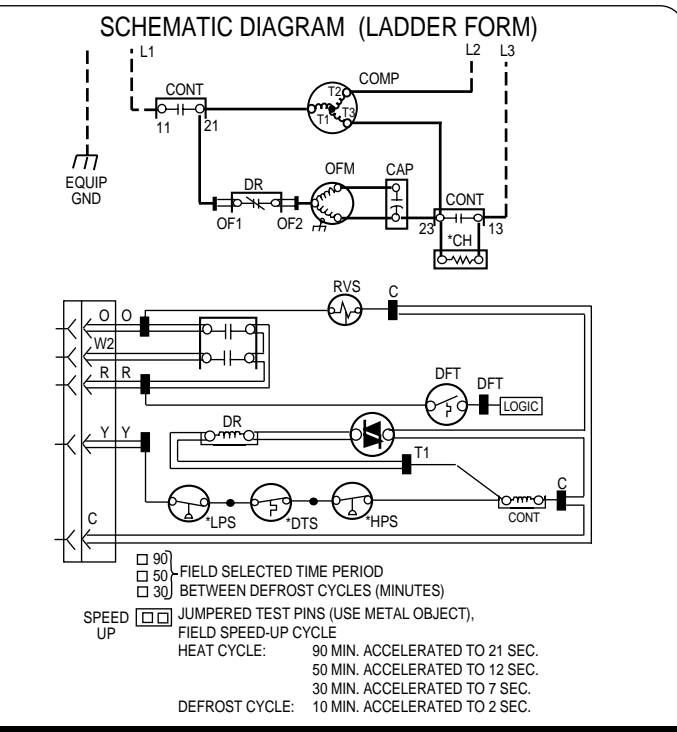 SCHEMATIC DIAGRAM (LADDER FORM)
L1
L2 L3
CONT
COMP
T2
T1 T3
11 21
EQUIP
GND
DR
OFM
CAP
CONT
OF1
OF2
23
13
*CH
RVS
C
O O
W2
R R
DFT
DFT
LOGIC
DR
Y Y
T1
C
*LPS
*DTS
*HPS
CONT
C
90
50
30
FIELD SELECTED TIME PERIOD
BETWEEN DEFROST CYCLES (MINUTES)
SPEED
UP
JUMPERED TEST PINS (USE METAL OBJECT),
FIELD SPEED-UP CYCLE
HEAT CYCLE: 90 MIN. ACCELERATED TO 21 SEC.
50 MIN. ACCELERATED TO 12 SEC.
30 MIN. ACCELERATED TO 7 SEC.
DEFROST CYCLE: 10 MIN. ACCELERATED TO 2 SEC.